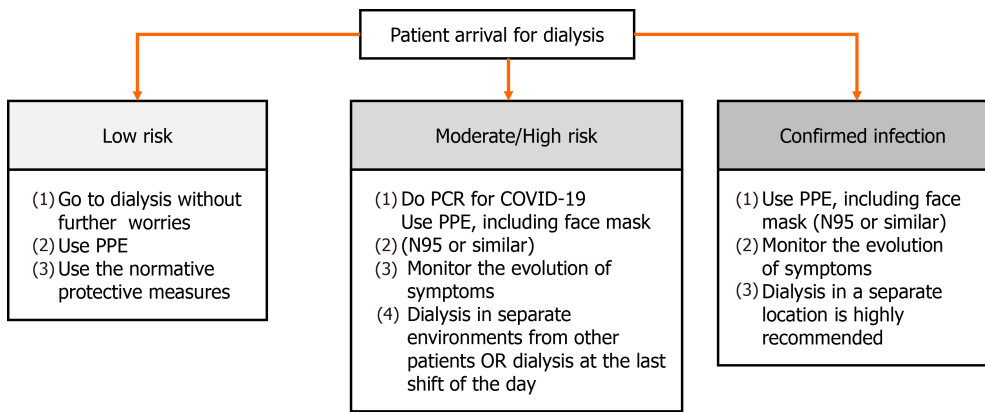 Patient arrival for dialysis
Low risk
(1) Go to dialysis without
further worries
(2) Use PPE
(3) Use the normative
protective measures
Moderate/High risk
(1) Do PCR for COVID-19
Use PPE, including face mask
(2) (N95 or similar)
(3) Monitor the evolution of
symptoms
(4) Dialysis in separate
environments from other
patients OR dialysis at the last
shift of the day
Confirmed infection
(1) Use PPE, including face
mask (N95 or similar)
(2) Monitor the evolution
of symptoms
(3) Dialysis in a separate
location is highly
recommended